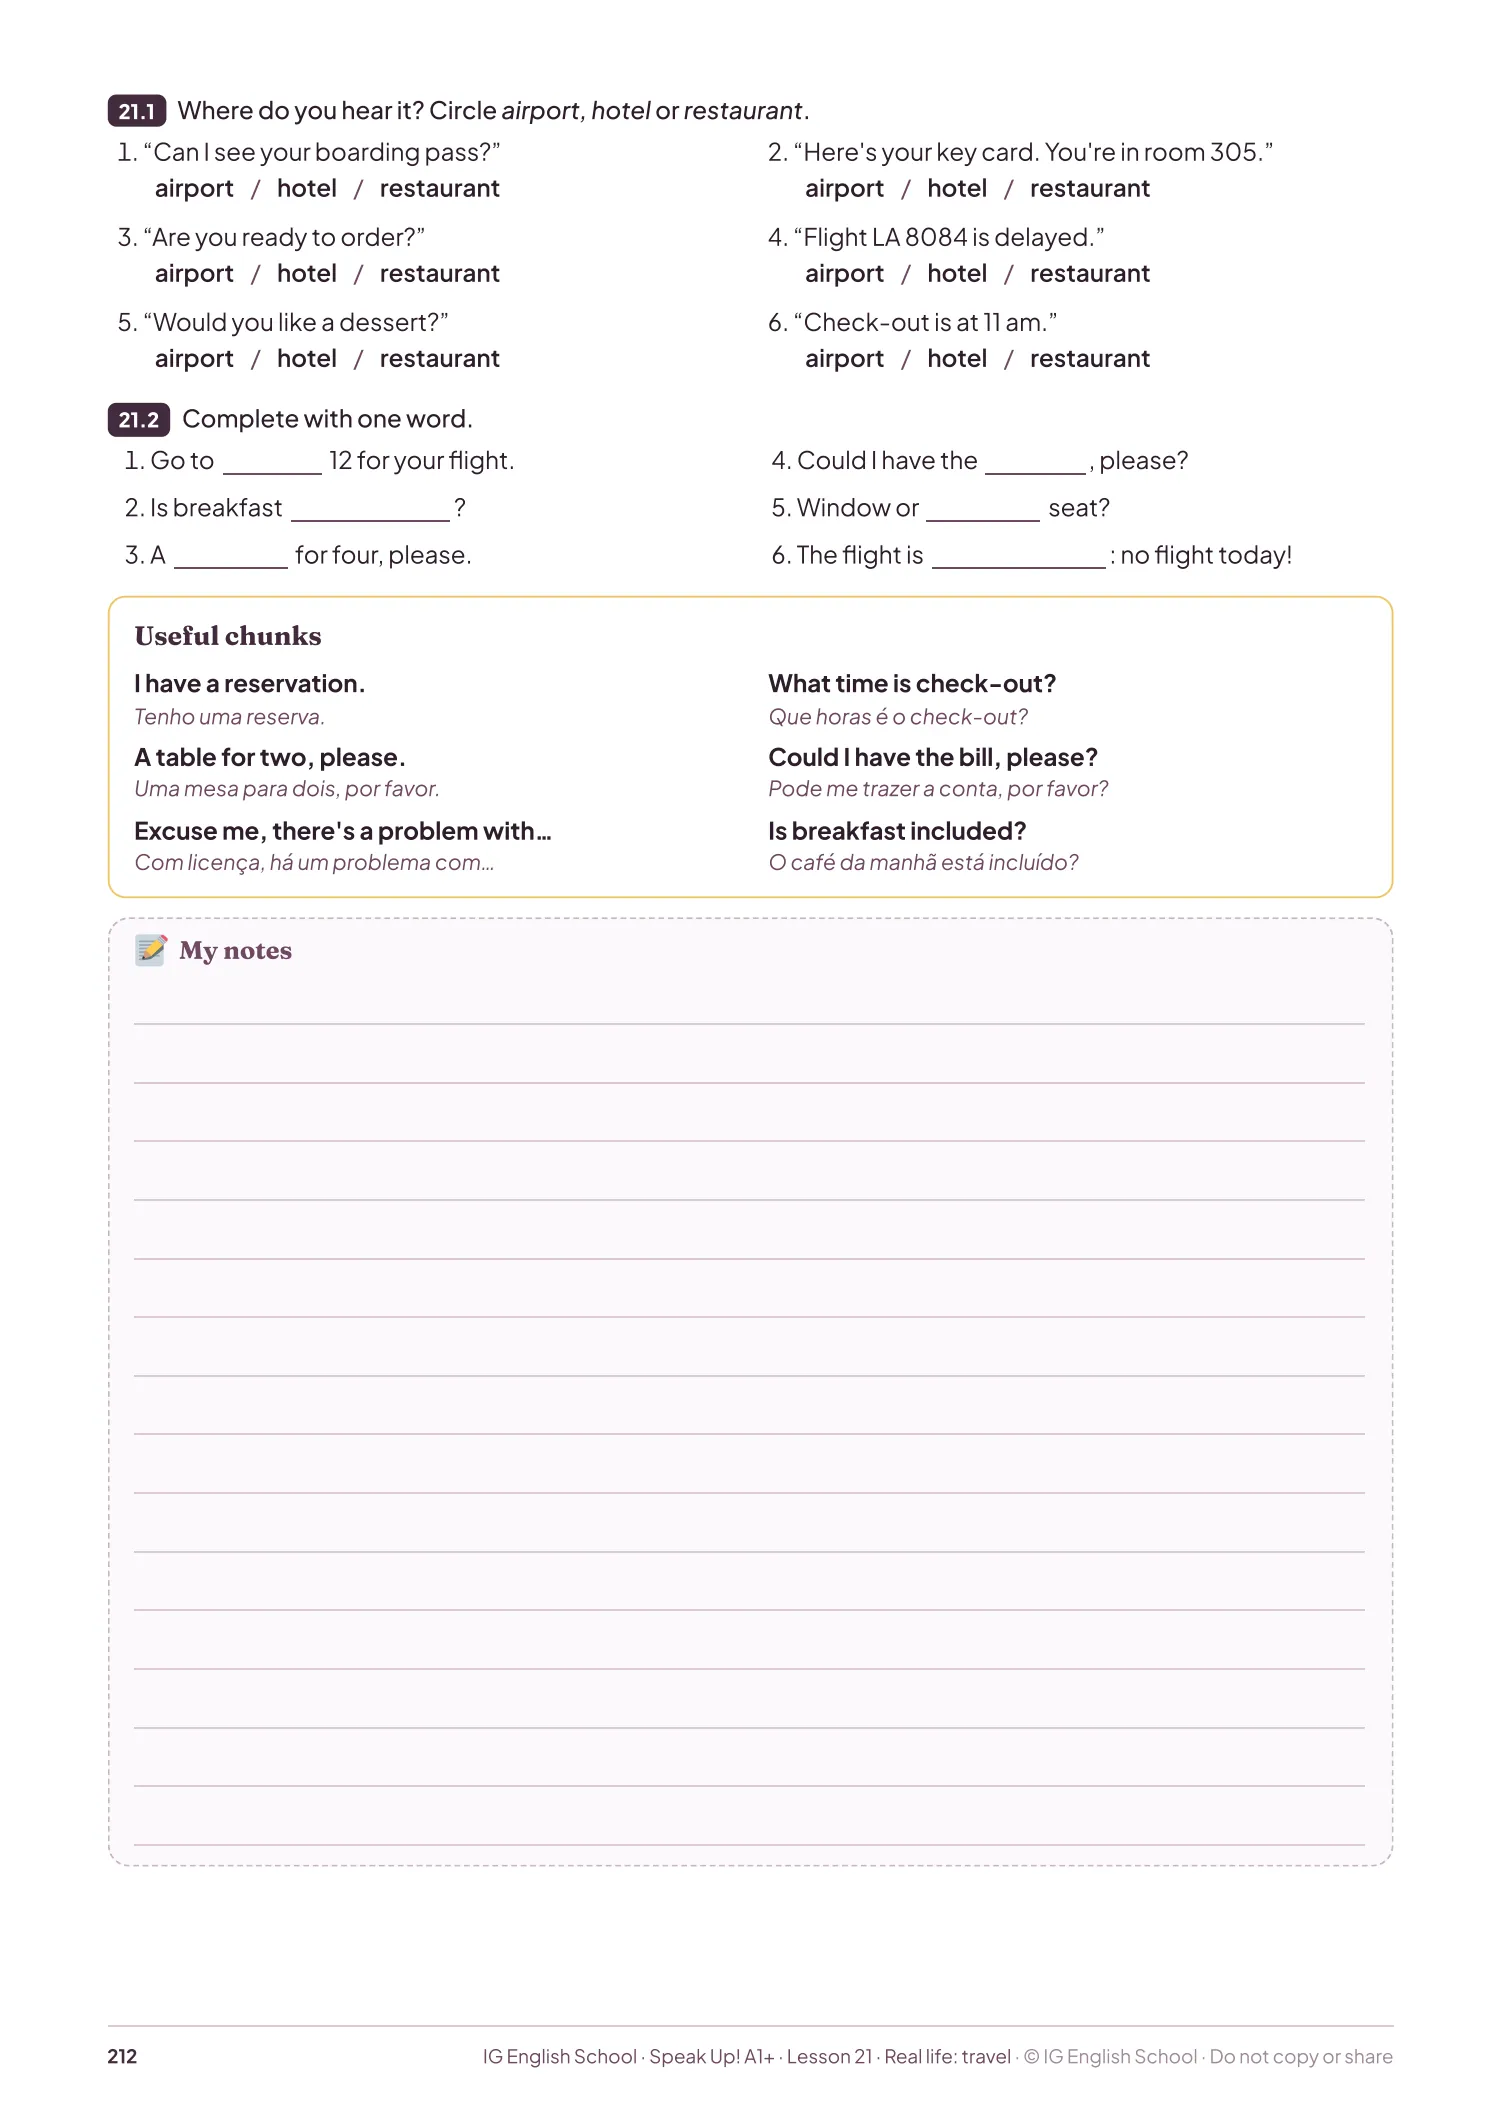 21.1 Where do you hear it? Circle airport, hotel or restaurant.
1. “Can I see your boarding pass?”
airport / hotel / restaurant
2. “Here's your key card. You're in room 305.”
airport / hotel / restaurant
3. “Are you ready to order?”
airport / hotel / restaurant
4. “Flight LA 8084 is delayed.”
airport / hotel / restaurant
5. “Would you like a dessert?”
airport / hotel / restaurant
6. “Check-out is at 11 am.”
airport / hotel / restaurant
21.2 Complete with one word.
1. Go to ________ 12 for your flight.
2. Is breakfast ____________ ?
3. A ________ for four, please.
4. Could I have the ________ , please?
5. Window or ________ seat?
6. The flight is ____________ : no flight today!
Useful chunks
I have a reservation.
Tenho uma reserva.
A table for two, please.
Uma mesa para dois, por favor.
Excuse me, there's a problem with…
Com licença, há um problema com…
What time is check-out?
Que horas é o check-out?
Could I have the bill, please?
Pode me trazer a conta, por favor?
Is breakfast included?
O café da manhã está incluído?
My notes
212
IG English School · Speak Up! A1+ · Lesson 21 · Real life: travel · © IG English School · Do not copy or share